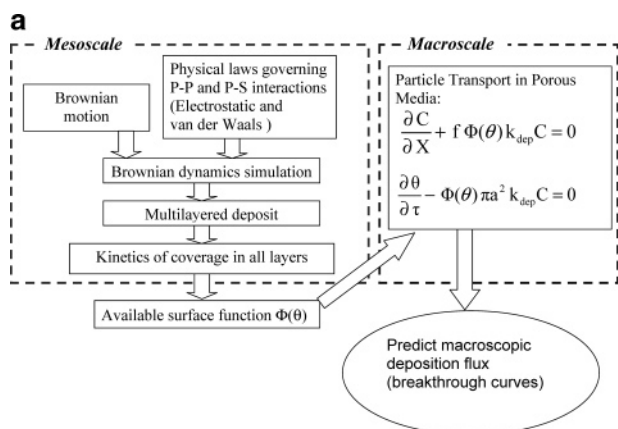 a
Mesoscale
Macroscale
Brownian
motion
Physical laws governing
P-P and P-S interactions
(Electrostatic and
van der Waals )
Brownian dynamics simulation
Multilayered deposit
Kinetics of coverage in all layers
Available surface function Φ(θ)
Particle Transport in Porous
Media:
∂C/∂X + f Φ(θ) k_dep C = 0
∂θ/∂τ − Φ(θ) πa² k_dep C = 0
Predict macroscopic
deposition flux
(breakthrough curves)